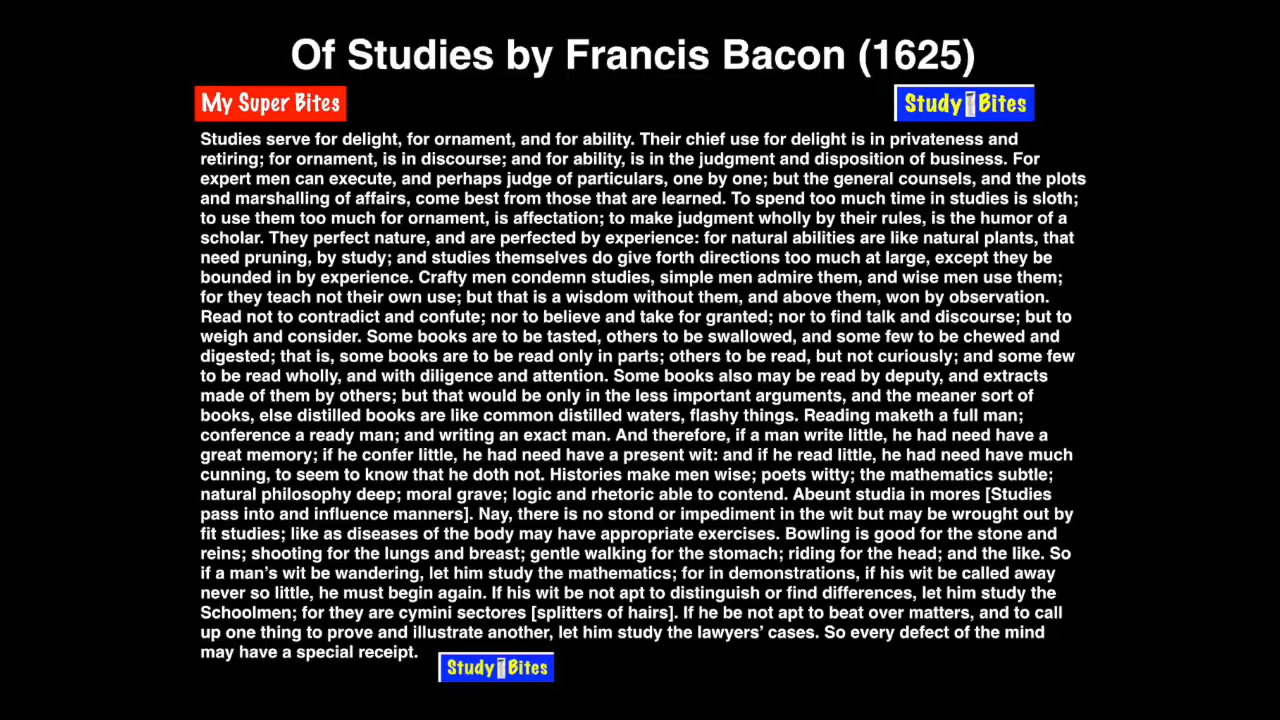 Of Studies by Francis Bacon (1625)
My Super Bites
Study Bites
Studies serve for delight, for ornament, and for ability. Their chief use for delight is in privateness and
retiring; for ornament, is in discourse; and for ability, is in the judgment and disposition of business. For
expert men can execute, and perhaps judge of particulars, one by one; but the general counsels, and the plots
and marshalling of affairs, come best from those that are learned. To spend too much time in studies is sloth;
to use them too much for ornament, is affectation; to make judgment wholly by their rules, is the humor of a
scholar. They perfect nature, and are perfected by experience: for natural abilities are like natural plants, that
need pruning, by study; and studies themselves do give forth directions too much at large, except they be
bounded in by experience. Crafty men condemn studies, simple men admire them, and wise men use them;
for they teach not their own use; but that is a wisdom without them, and above them, won by observation.
Read not to contradict and confute; nor to believe and take for granted; nor to find talk and discourse; but to
weigh and consider. Some books are to be tasted, others to be swallowed, and some few to be chewed and
digested; that is, some books are to be read only in parts; others to be read, but not curiously; and some few
to be read wholly, and with diligence and attention. Some books also may be read by deputy, and extracts
made of them by others; but that would be only in the less important arguments, and the meaner sort of
books, else distilled books are like common distilled waters, flashy things. Reading maketh a full man;
conference a ready man; and writing an exact man. And therefore, if a man write little, he had need have a
great memory; if he confer little, he had need have a present wit: and if he read little, he had need have much
cunning, to seem to know that he doth not. Histories make men wise; poets witty; the mathematics subtle;
natural philosophy deep; moral grave; logic and rhetoric able to contend. Abeunt studia in mores [Studies
pass into and influence manners]. Nay, there is no stond or impediment in the wit but may be wrought out by
fit studies; like as diseases of the body may have appropriate exercises. Bowling is good for the stone and
reins; shooting for the lungs and breast; gentle walking for the stomach; riding for the head; and the like. So
if a man’s wit be wandering, let him study the mathematics; for in demonstrations, if his wit be called away
never so little, he must begin again. If his wit be not apt to distinguish or find differences, let him study the
Schoolmen; for they are cymini sectores [splitters of hairs]. If he be not apt to beat over matters, and to call
up one thing to prove and illustrate another, let him study the lawyers’ cases. So every defect of the mind
may have a special receipt.
Study Bites